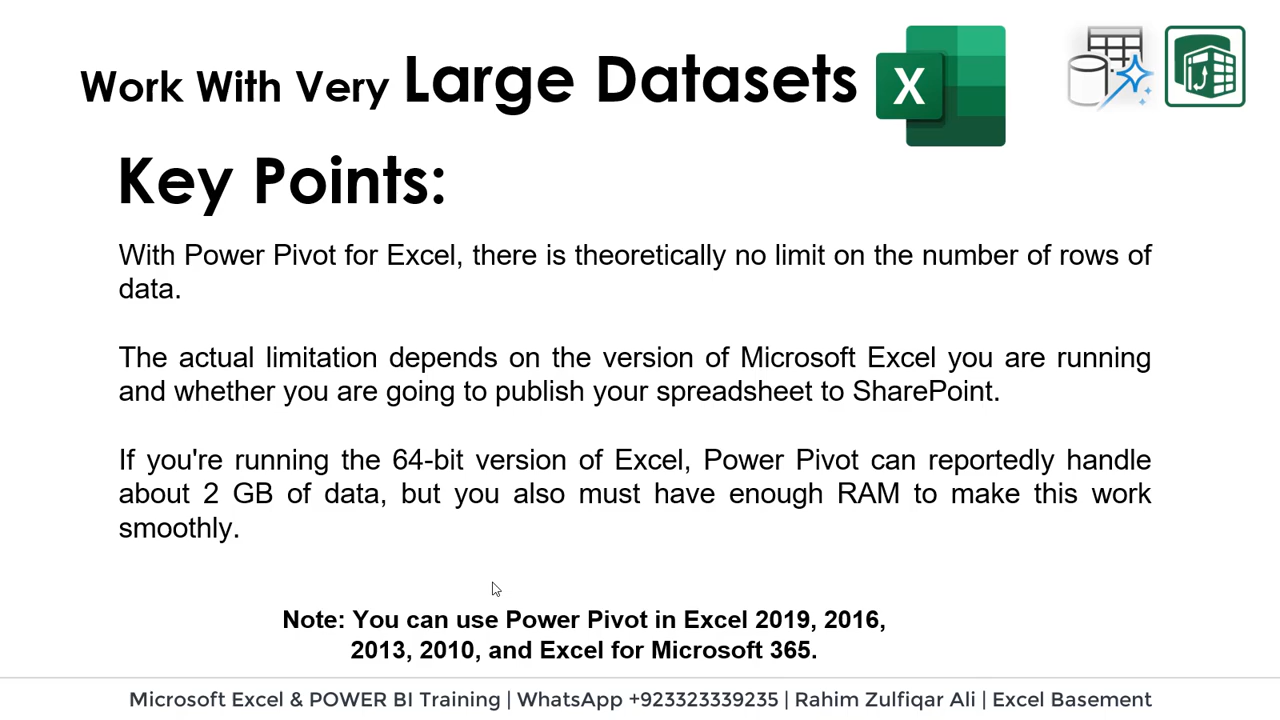 Work With Very Large Datasets
X
Key Points:
With Power Pivot for Excel, there is theoretically no limit on the number of rows of
data.
The actual limitation depends on the version of Microsoft Excel you are running
and whether you are going to publish your spreadsheet to SharePoint.
If you're running the 64-bit version of Excel, Power Pivot can reportedly handle
about 2 GB of data, but you also must have enough RAM to make this work
smoothly.
Note: You can use Power Pivot in Excel 2019, 2016,
2013, 2010, and Excel for Microsoft 365.
Microsoft Excel & POWER BI Training | WhatsApp +923323339235 | Rahim Zulfiqar Ali | Excel Basement